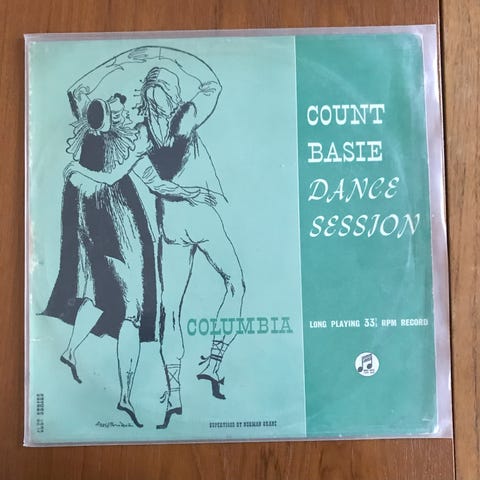 COUNT
BASIE
DANCE
SESSION
COLUMBIA
LONG PLAYING 33⅓ RPM RECORD
SUPERVISED BY NORMAN GRANZ